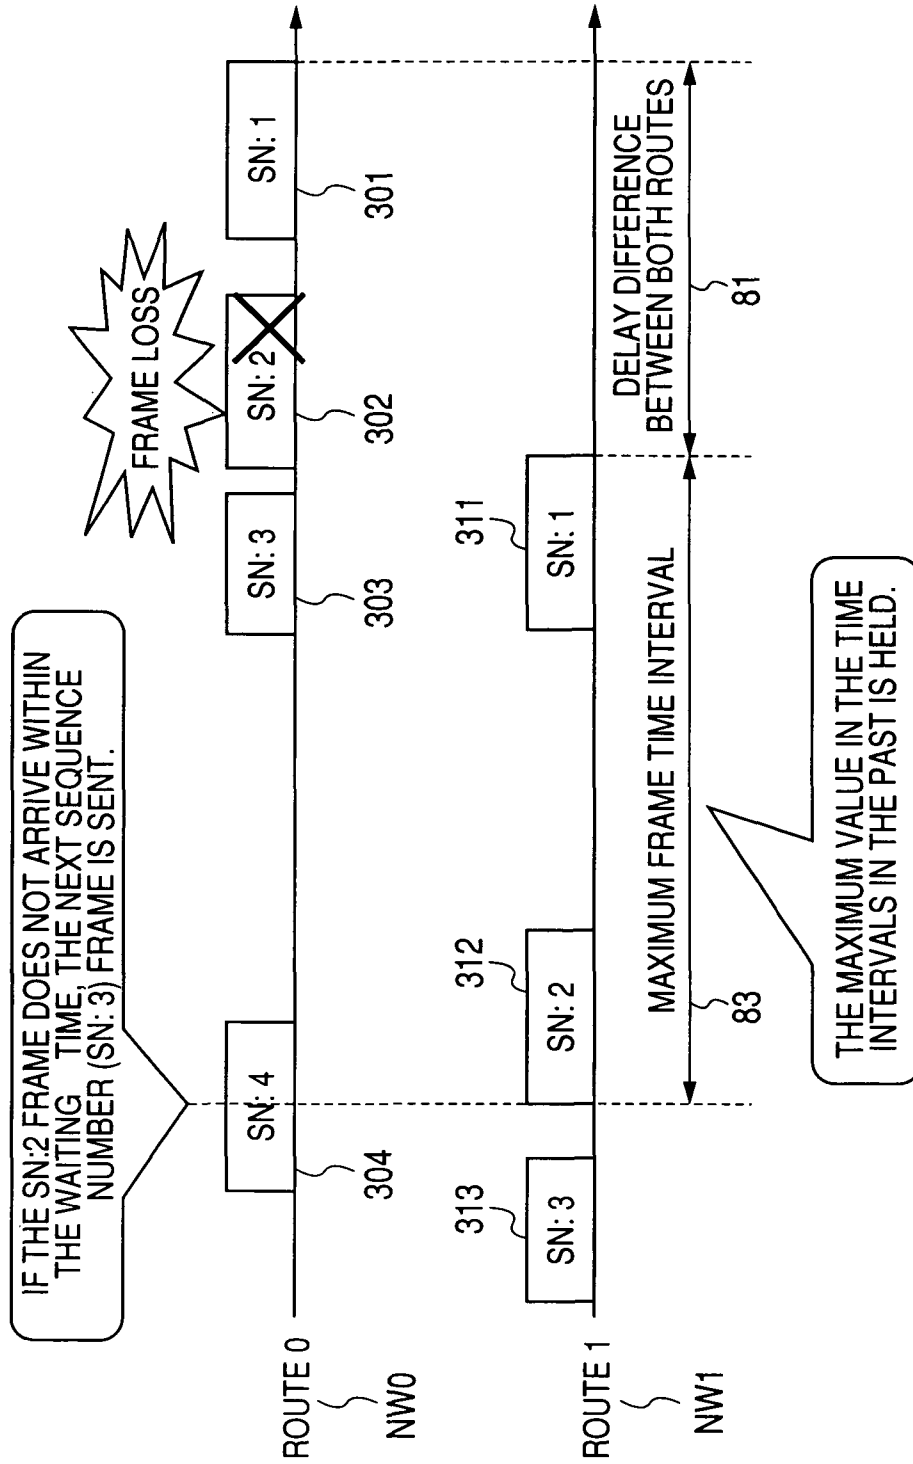 IF THE SN:2 FRAME DOES NOT ARRIVE WITHIN
THE WAITING TIME, THE NEXT SEQUENCE
NUMBER (SN: 3) FRAME IS SENT.
FRAME LOSS
ROUTE 0
NW0
SN: 4
304
SN: 3
303
SN: 2
302
SN: 1
301
ROUTE 1
NW1
SN: 3
313
SN: 2
312
SN: 1
311
MAXIMUM FRAME TIME INTERVAL
83
DELAY DIFFERENCE
BETWEEN BOTH ROUTES
81
THE MAXIMUM VALUE IN THE TIME
INTERVALS IN THE PAST IS HELD.